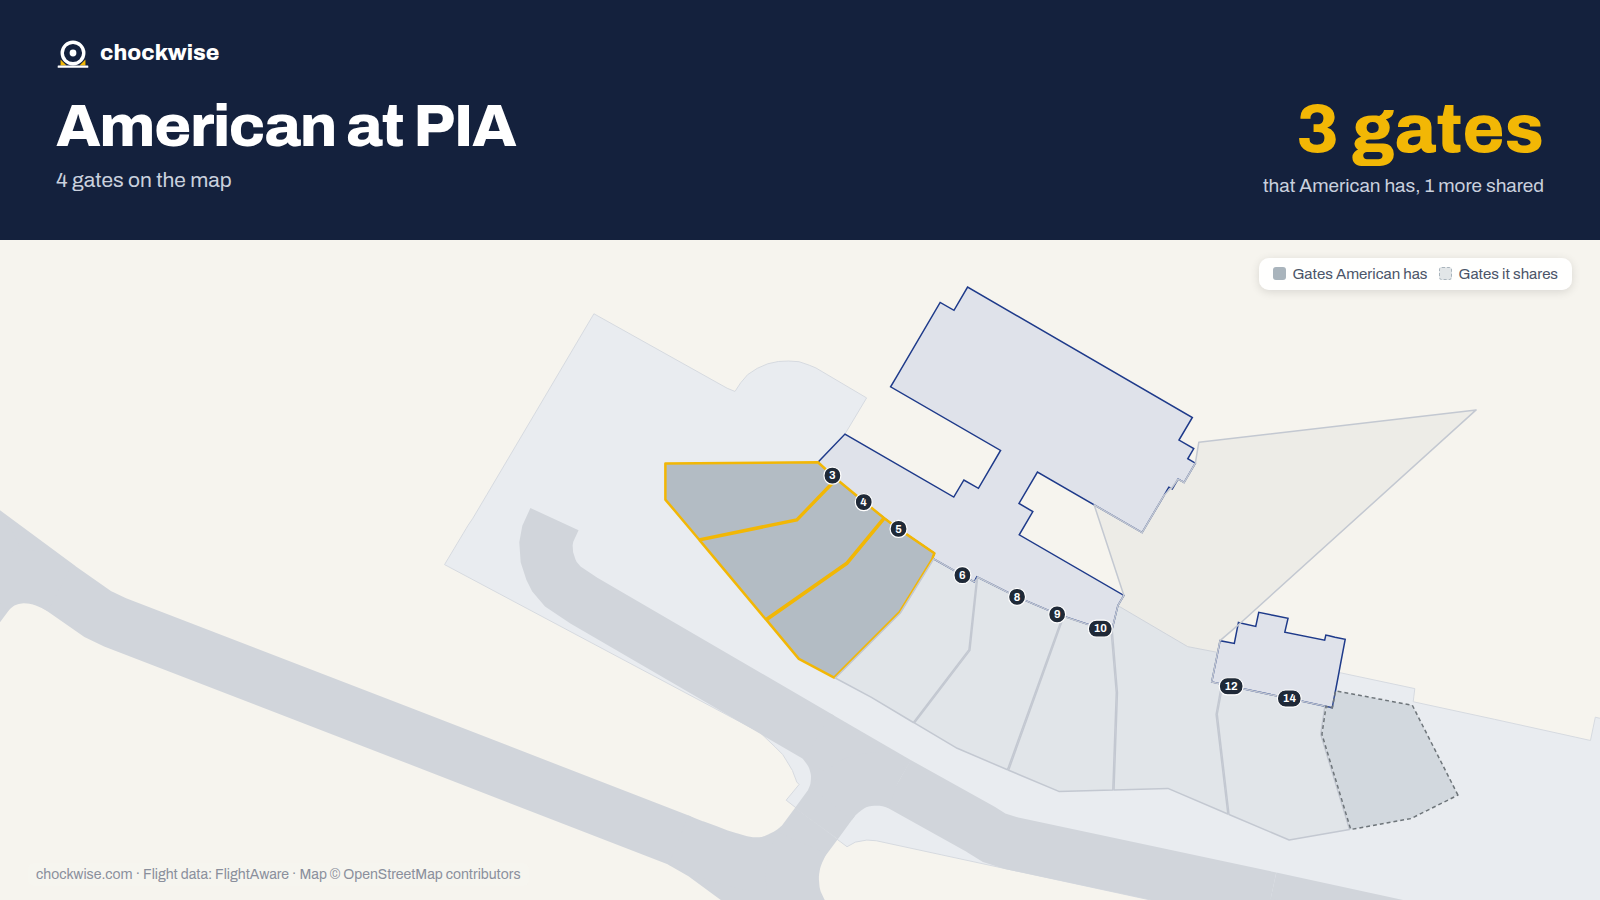 chockwise
American at PIA
4 gates on the map
3 gates
that American has, 1 more shared
Gates American has
Gates it shares
3
4
5
6
8
9
10
12
14
chockwise.com · Flight data: FlightAware · Map © OpenStreetMap contributors